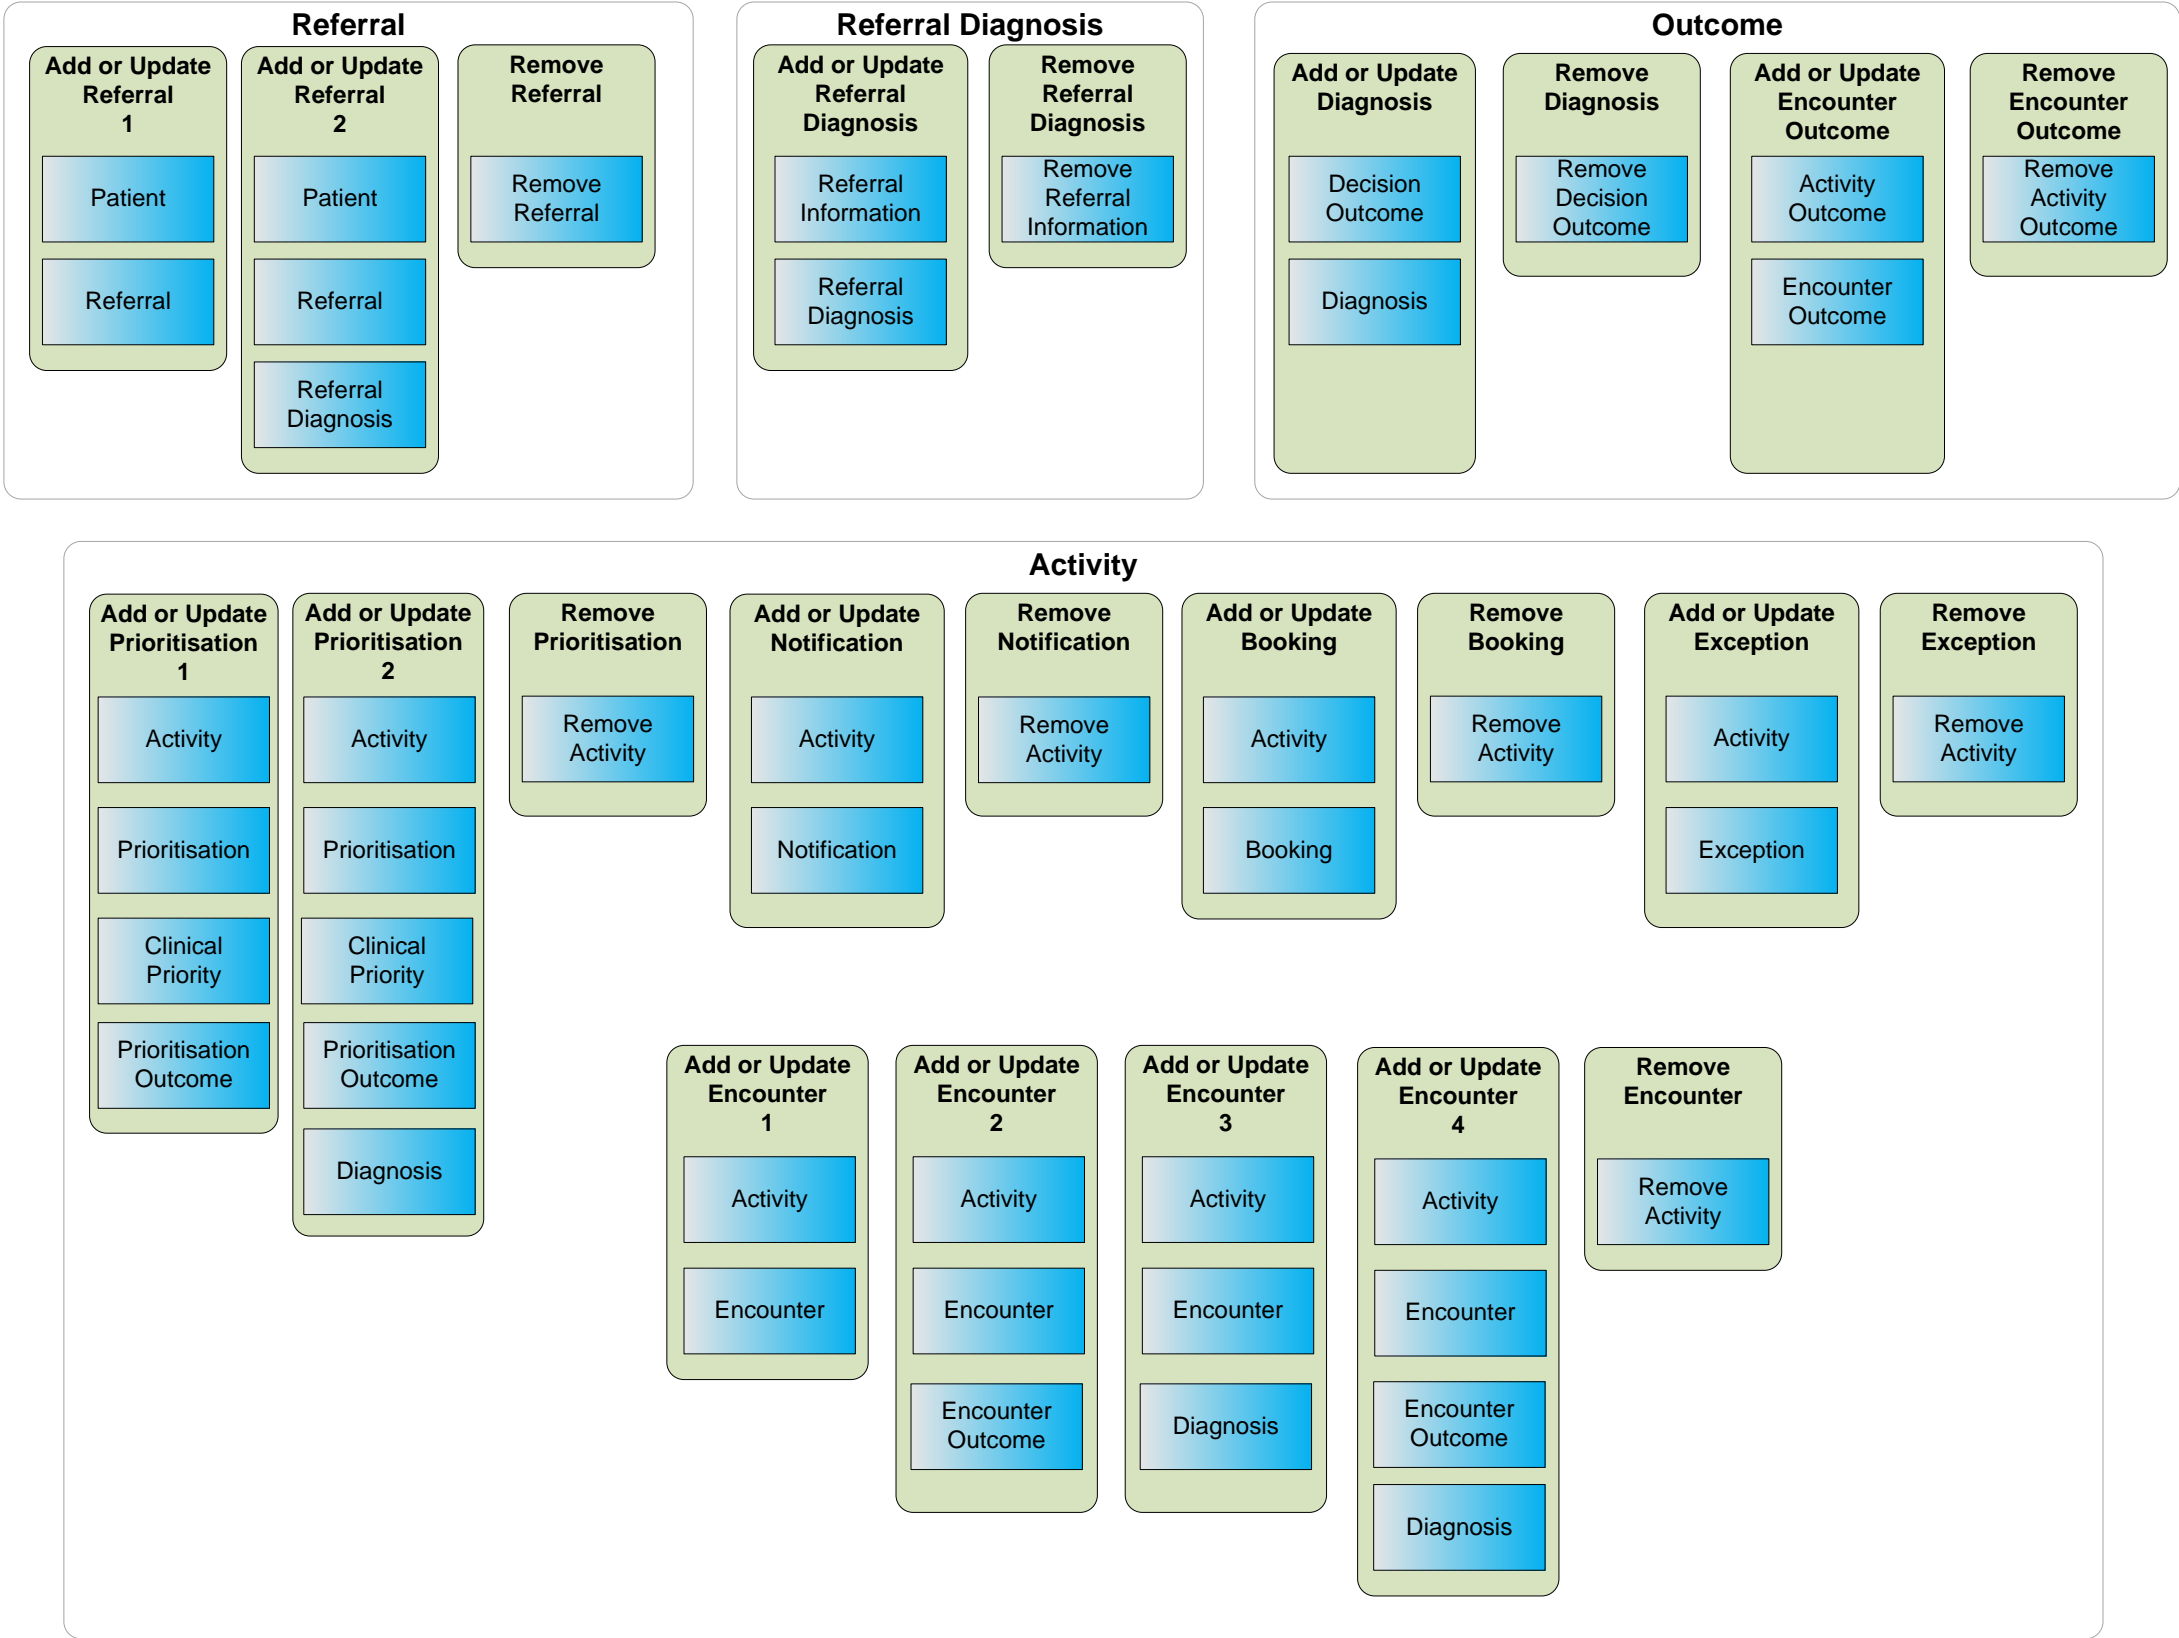 Referral
Add or Update
Referral
1
Patient
Referral
Add or Update
Referral
2
Patient
Referral
Referral
Diagnosis
Remove
Referral
Remove
Referral
Referral Diagnosis
Add or Update
Referral
Diagnosis
Referral
Information
Referral
Diagnosis
Remove
Referral
Diagnosis
Remove
Referral
Information
Outcome
Add or Update
Diagnosis
Decision
Outcome
Diagnosis
Remove
Diagnosis
Remove
Decision
Outcome
Add or Update
Encounter
Outcome
Activity
Outcome
Encounter
Outcome
Remove
Encounter
Outcome
Remove
Activity
Outcome
Activity
Add or Update
Prioritisation
1
Activity
Prioritisation
Clinical
Priority
Prioritisation
Outcome
Add or Update
Prioritisation
2
Activity
Prioritisation
Clinical
Priority
Prioritisation
Outcome
Diagnosis
Remove
Prioritisation
Remove
Activity
Add or Update
Notification
Activity
Notification
Remove
Notification
Remove
Activity
Add or Update
Booking
Activity
Booking
Remove
Booking
Remove
Activity
Add or Update
Exception
Activity
Exception
Remove
Exception
Remove
Activity
Add or Update
Encounter
1
Activity
Encounter
Add or Update
Encounter
2
Activity
Encounter
Encounter
Outcome
Add or Update
Encounter
3
Activity
Encounter
Diagnosis
Add or Update
Encounter
4
Activity
Encounter
Encounter
Outcome
Diagnosis
Remove
Encounter
Remove
Activity